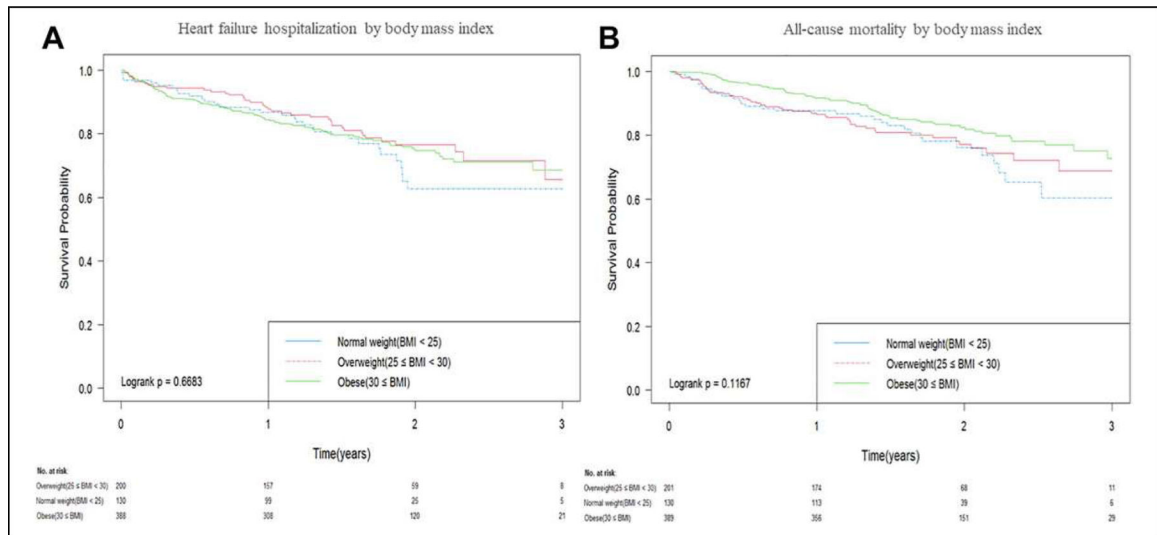 A
Heart failure hospitalization by body mass index
1.0
0.8
0.6
0.4
0.2
0.0
Survival Probability
Normal weight(BMI < 25)
Overweight(25 ≤ BMI < 30)
Obese(30 ≤ BMI)
Logrank p = 0.6683
0 1 2 3
Time(years)
No. at risk
Overweight(25 ≤ BMI < 30) 200 157 59 8
Normal weight(BMI < 25) 130 99 25 5
Obese(30 ≤ BMI) 388 308 120 21
B
All-cause mortality by body mass index
1.0
0.8
0.6
0.4
0.2
0.0
Survival Probability
Normal weight(BMI < 25)
Overweight(25 ≤ BMI < 30)
Obese(30 ≤ BMI)
Logrank p = 0.1167
0 1 2 3
Time(years)
No. at risk
Overweight(25 ≤ BMI < 30) 201 174 68 11
Normal weight(BMI < 25) 130 113 39 6
Obese(30 ≤ BMI) 389 356 151 29